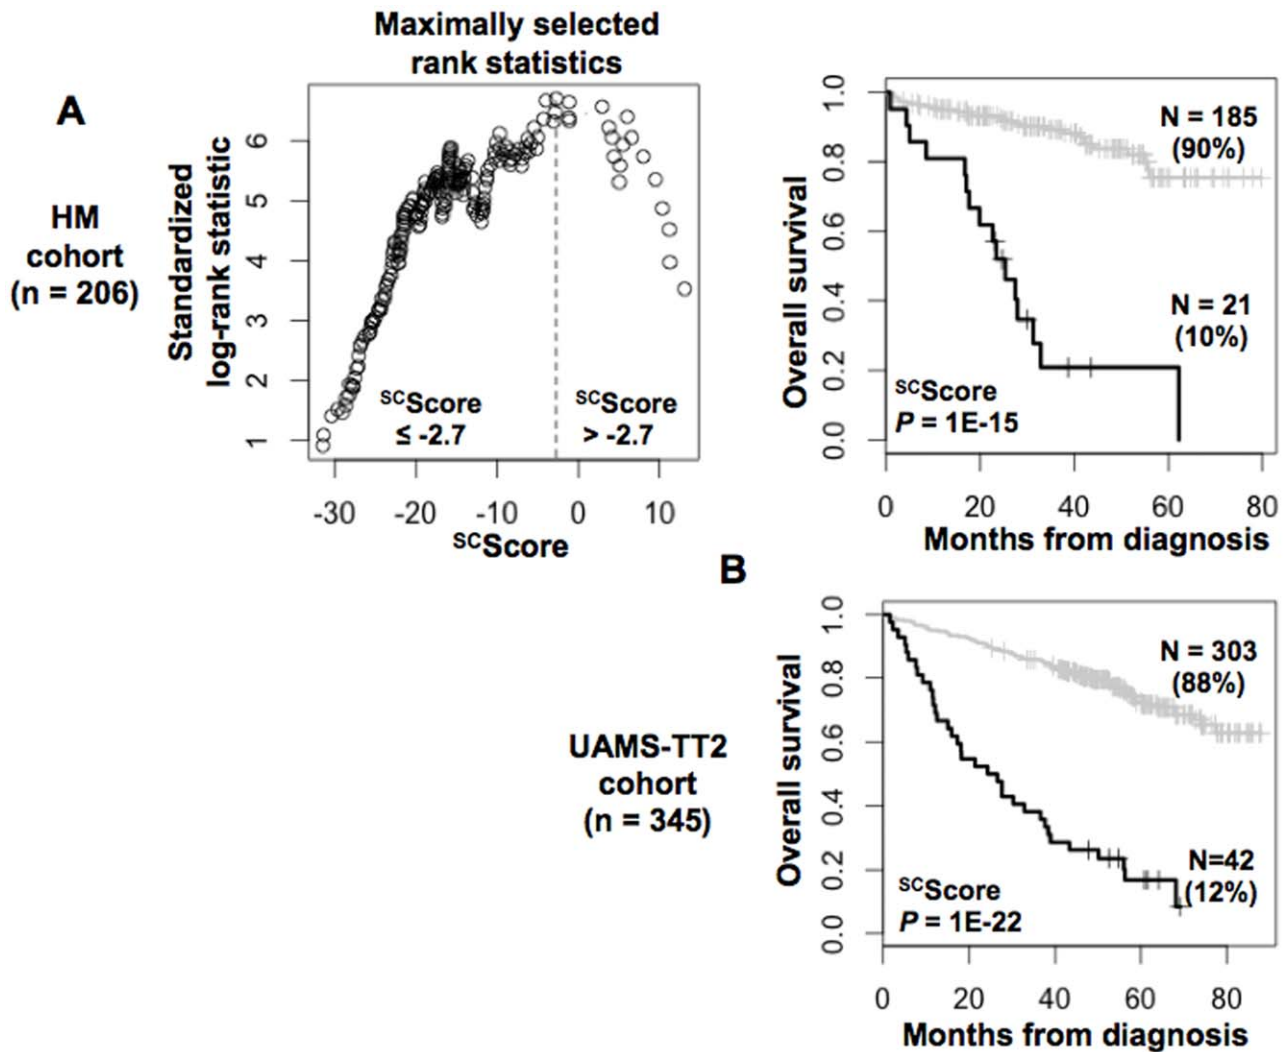 Maximally selected
rank statistics
A
HM
cohort
(n = 206)
Standardized
log-rank statistic
6
5
4
3
2
1
SCScore
≤ -2.7
SCScore
> -2.7
-30 -20 -10 0 10
SCScore
Overall survival
1.0
0.8
0.6
0.4
0.2
0.0
N = 185
(90%)
N = 21
(10%)
SCScore
P = 1E-15
0 20 40 60 80
Months from diagnosis
B
UAMS-TT2
cohort
(n = 345)
Overall survival
1.0
0.8
0.6
0.4
0.2
0.0
N = 303
(88%)
N=42
(12%)
SCScore
P = 1E-22
0 20 40 60 80
Months from diagnosis